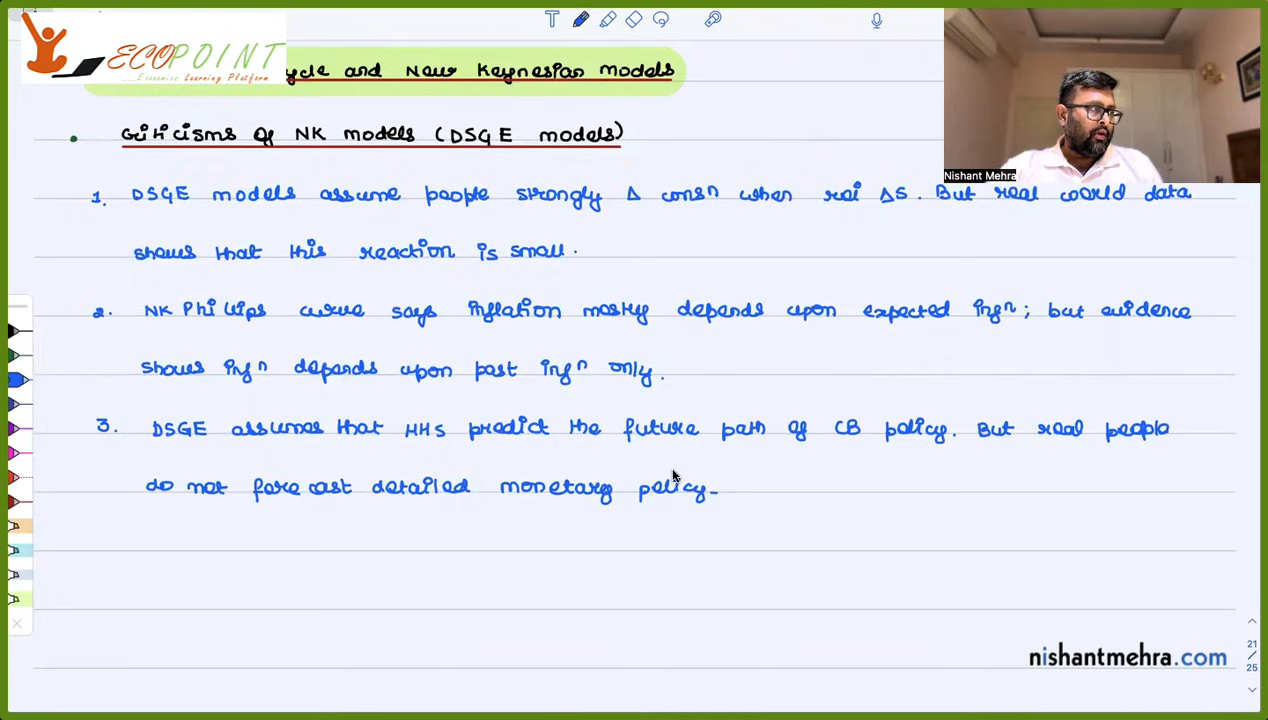 ECOPOINT
....Economics Learning Platform
ycle and New Keynesian models
Criticisms of NK models (DSGE models)
Nishant Mehra
1. DSGE models assume people strongly Δ consn when roi ΔS. But real world data
shows that this reaction is small.
2. NK Phillips curve says inflation mostly depends upon expected infn; but evidence
shows infn depends upon past infn only.
3. DSGE assumes that HHS predict the future path of CB policy. But real people
do not forecast detailed monetary policy.
nishantmehra.com
21
/
25